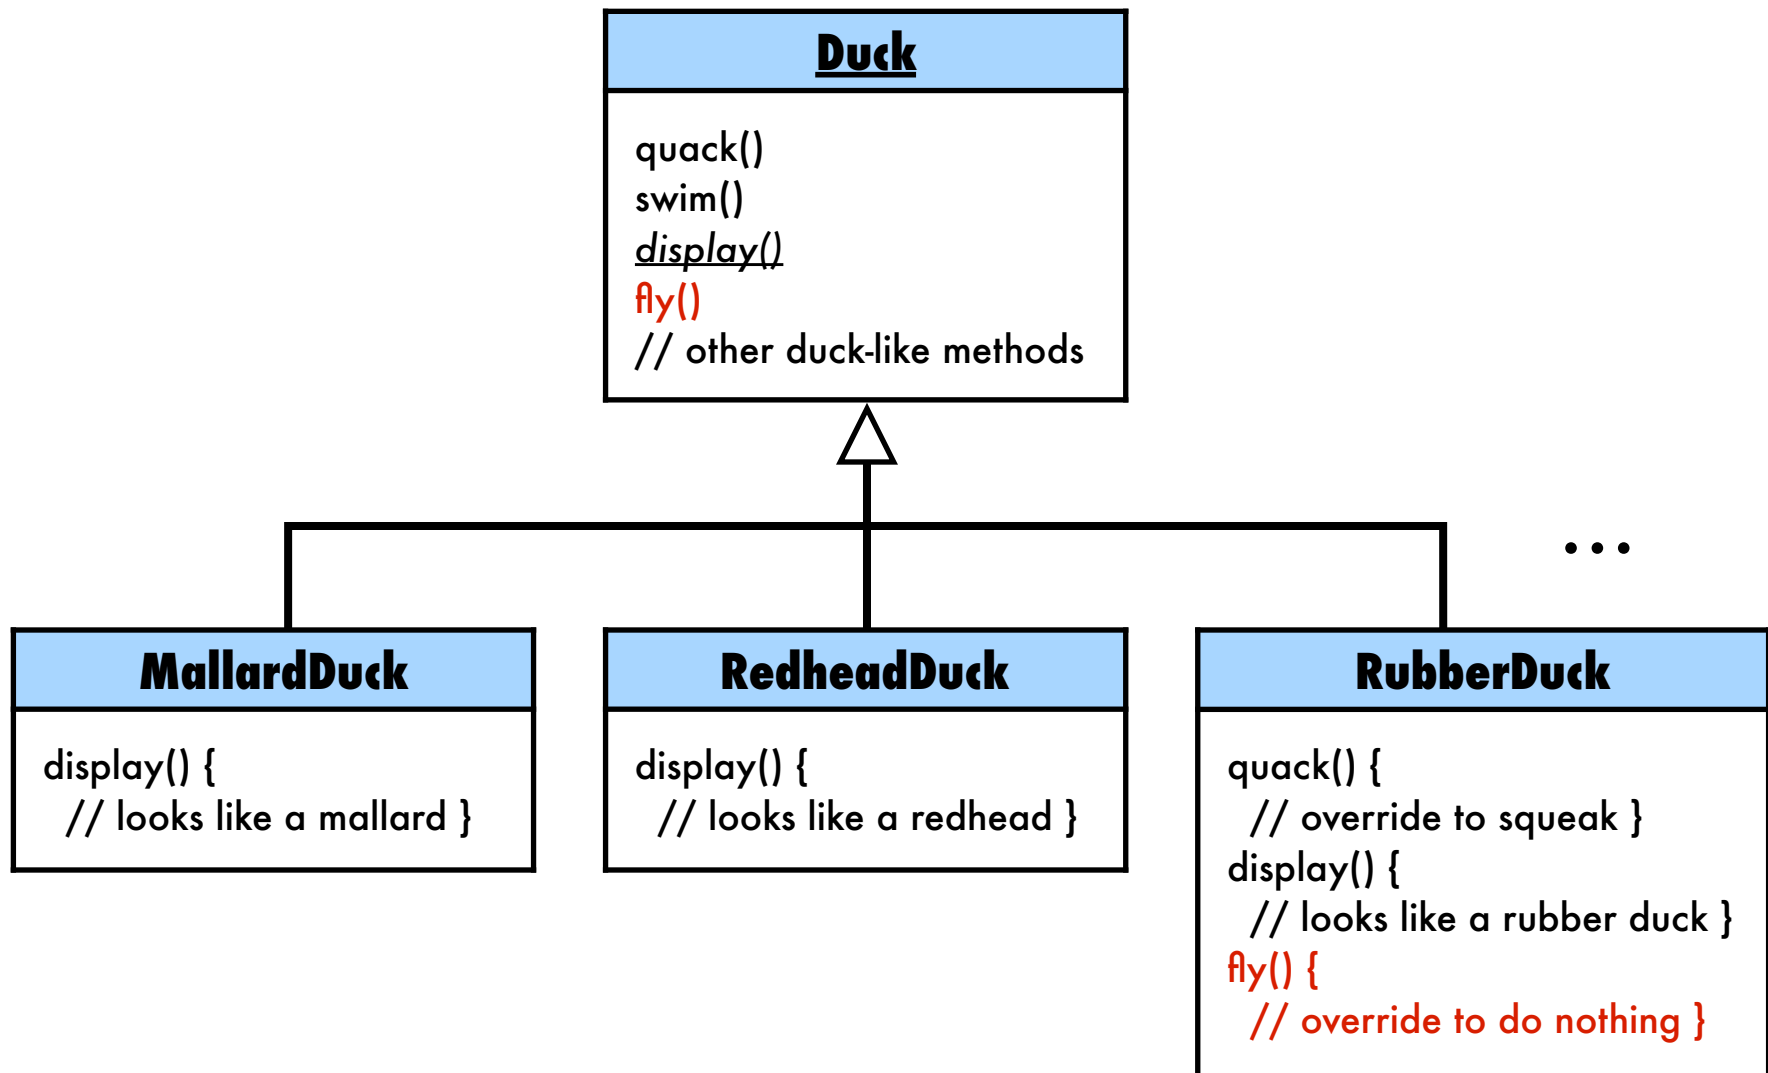 Duck
quack()
swim()
display()
fly()
// other duck-like methods
...
MallardDuck
display() {
// looks like a mallard }
RedheadDuck
display() {
// looks like a redhead }
RubberDuck
quack() {
// override to squeak }
display() {
// looks like a rubber duck }
fly() {
// override to do nothing }